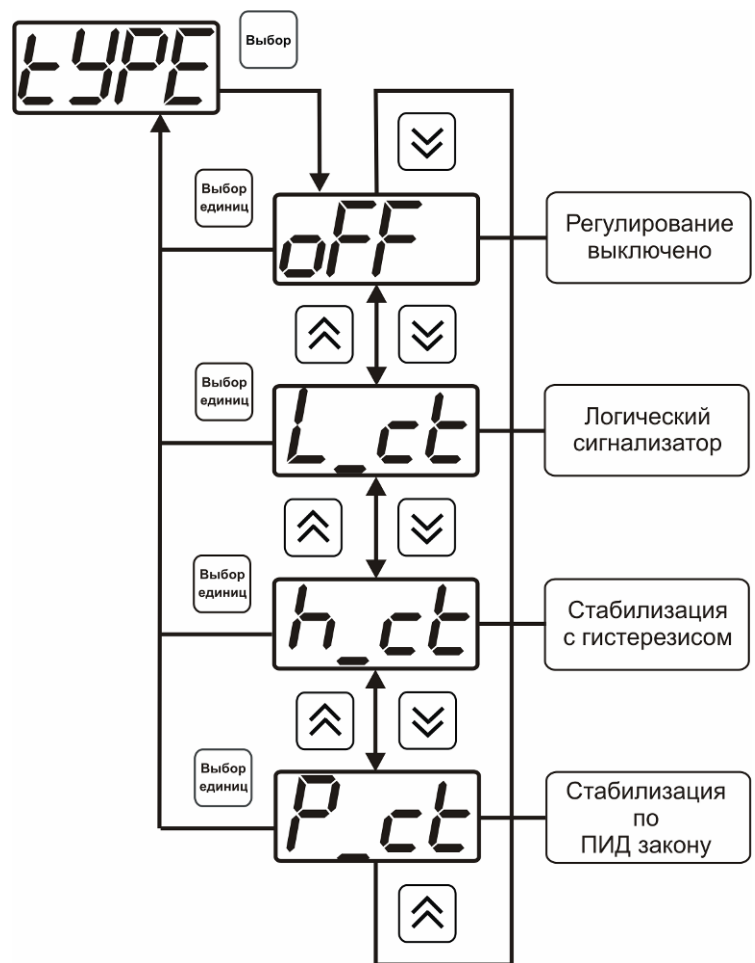 tYPE
Выбор
Выбор
единиц
oFF
Регулирование
выключено
Выбор
единиц
L_ct
Логический
сигнализатор
Выбор
единиц
h_ct
Стабилизация
с гистерезисом
Выбор
единиц
P_ct
Стабилизация
по
ПИД закону